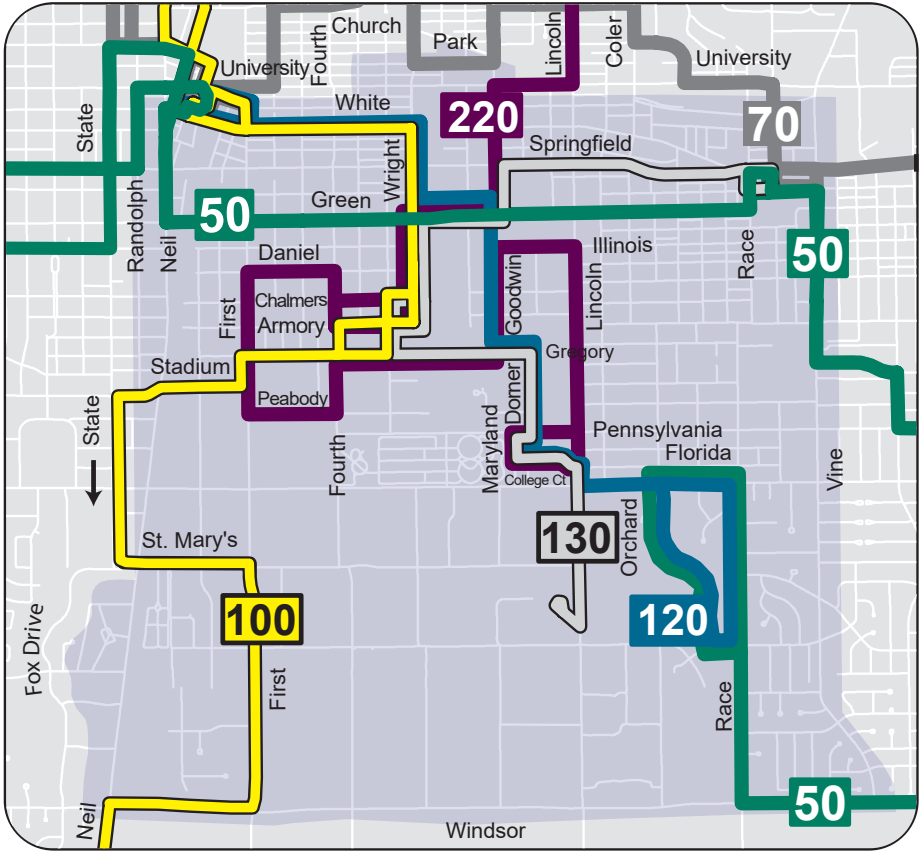 Church
Fourth
Lincoln
Coler
Park
University
University
State
White
220
70
Springfield
Wright
Randolph
Neil
50
Green
Race
50
Daniel
Illinois
First
Chalmers
Armory
Goodwin
Lincoln
Stadium
Gregory
Peabody
Dorner
State
Fourth
Maryland
Pennsylvania
Florida
College Ct
Vine
St. Mary's
130
Orchard
100
120
Fox Drive
First
Race
50
Neil
Windsor